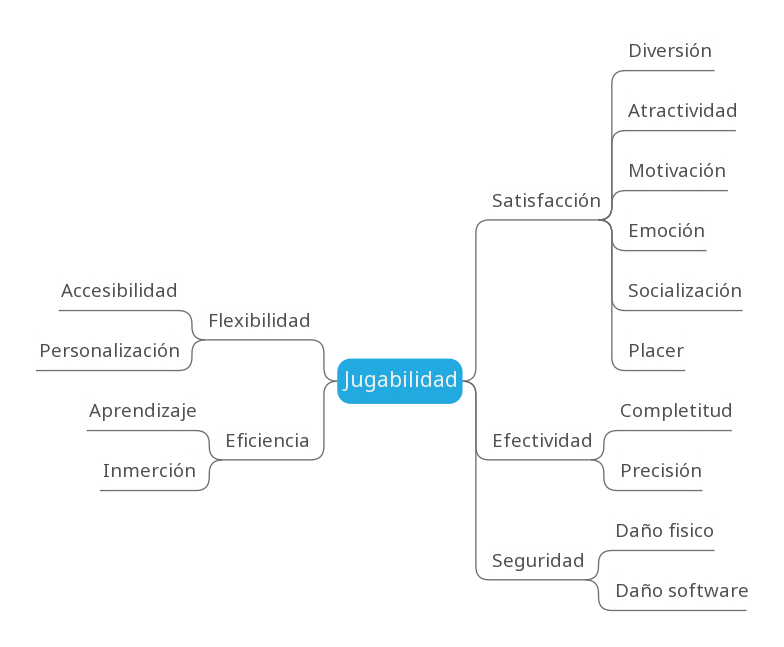 Diversión
Atractividad
Motivación
Satisfacción
Emoción
Socialización
Placer
Accesibilidad
Flexibilidad
Personalización
Jugabilidad
Aprendizaje
Eficiencia
Inmerción
Efectividad
Completitud
Precisión
Seguridad
Daño fisico
Daño software